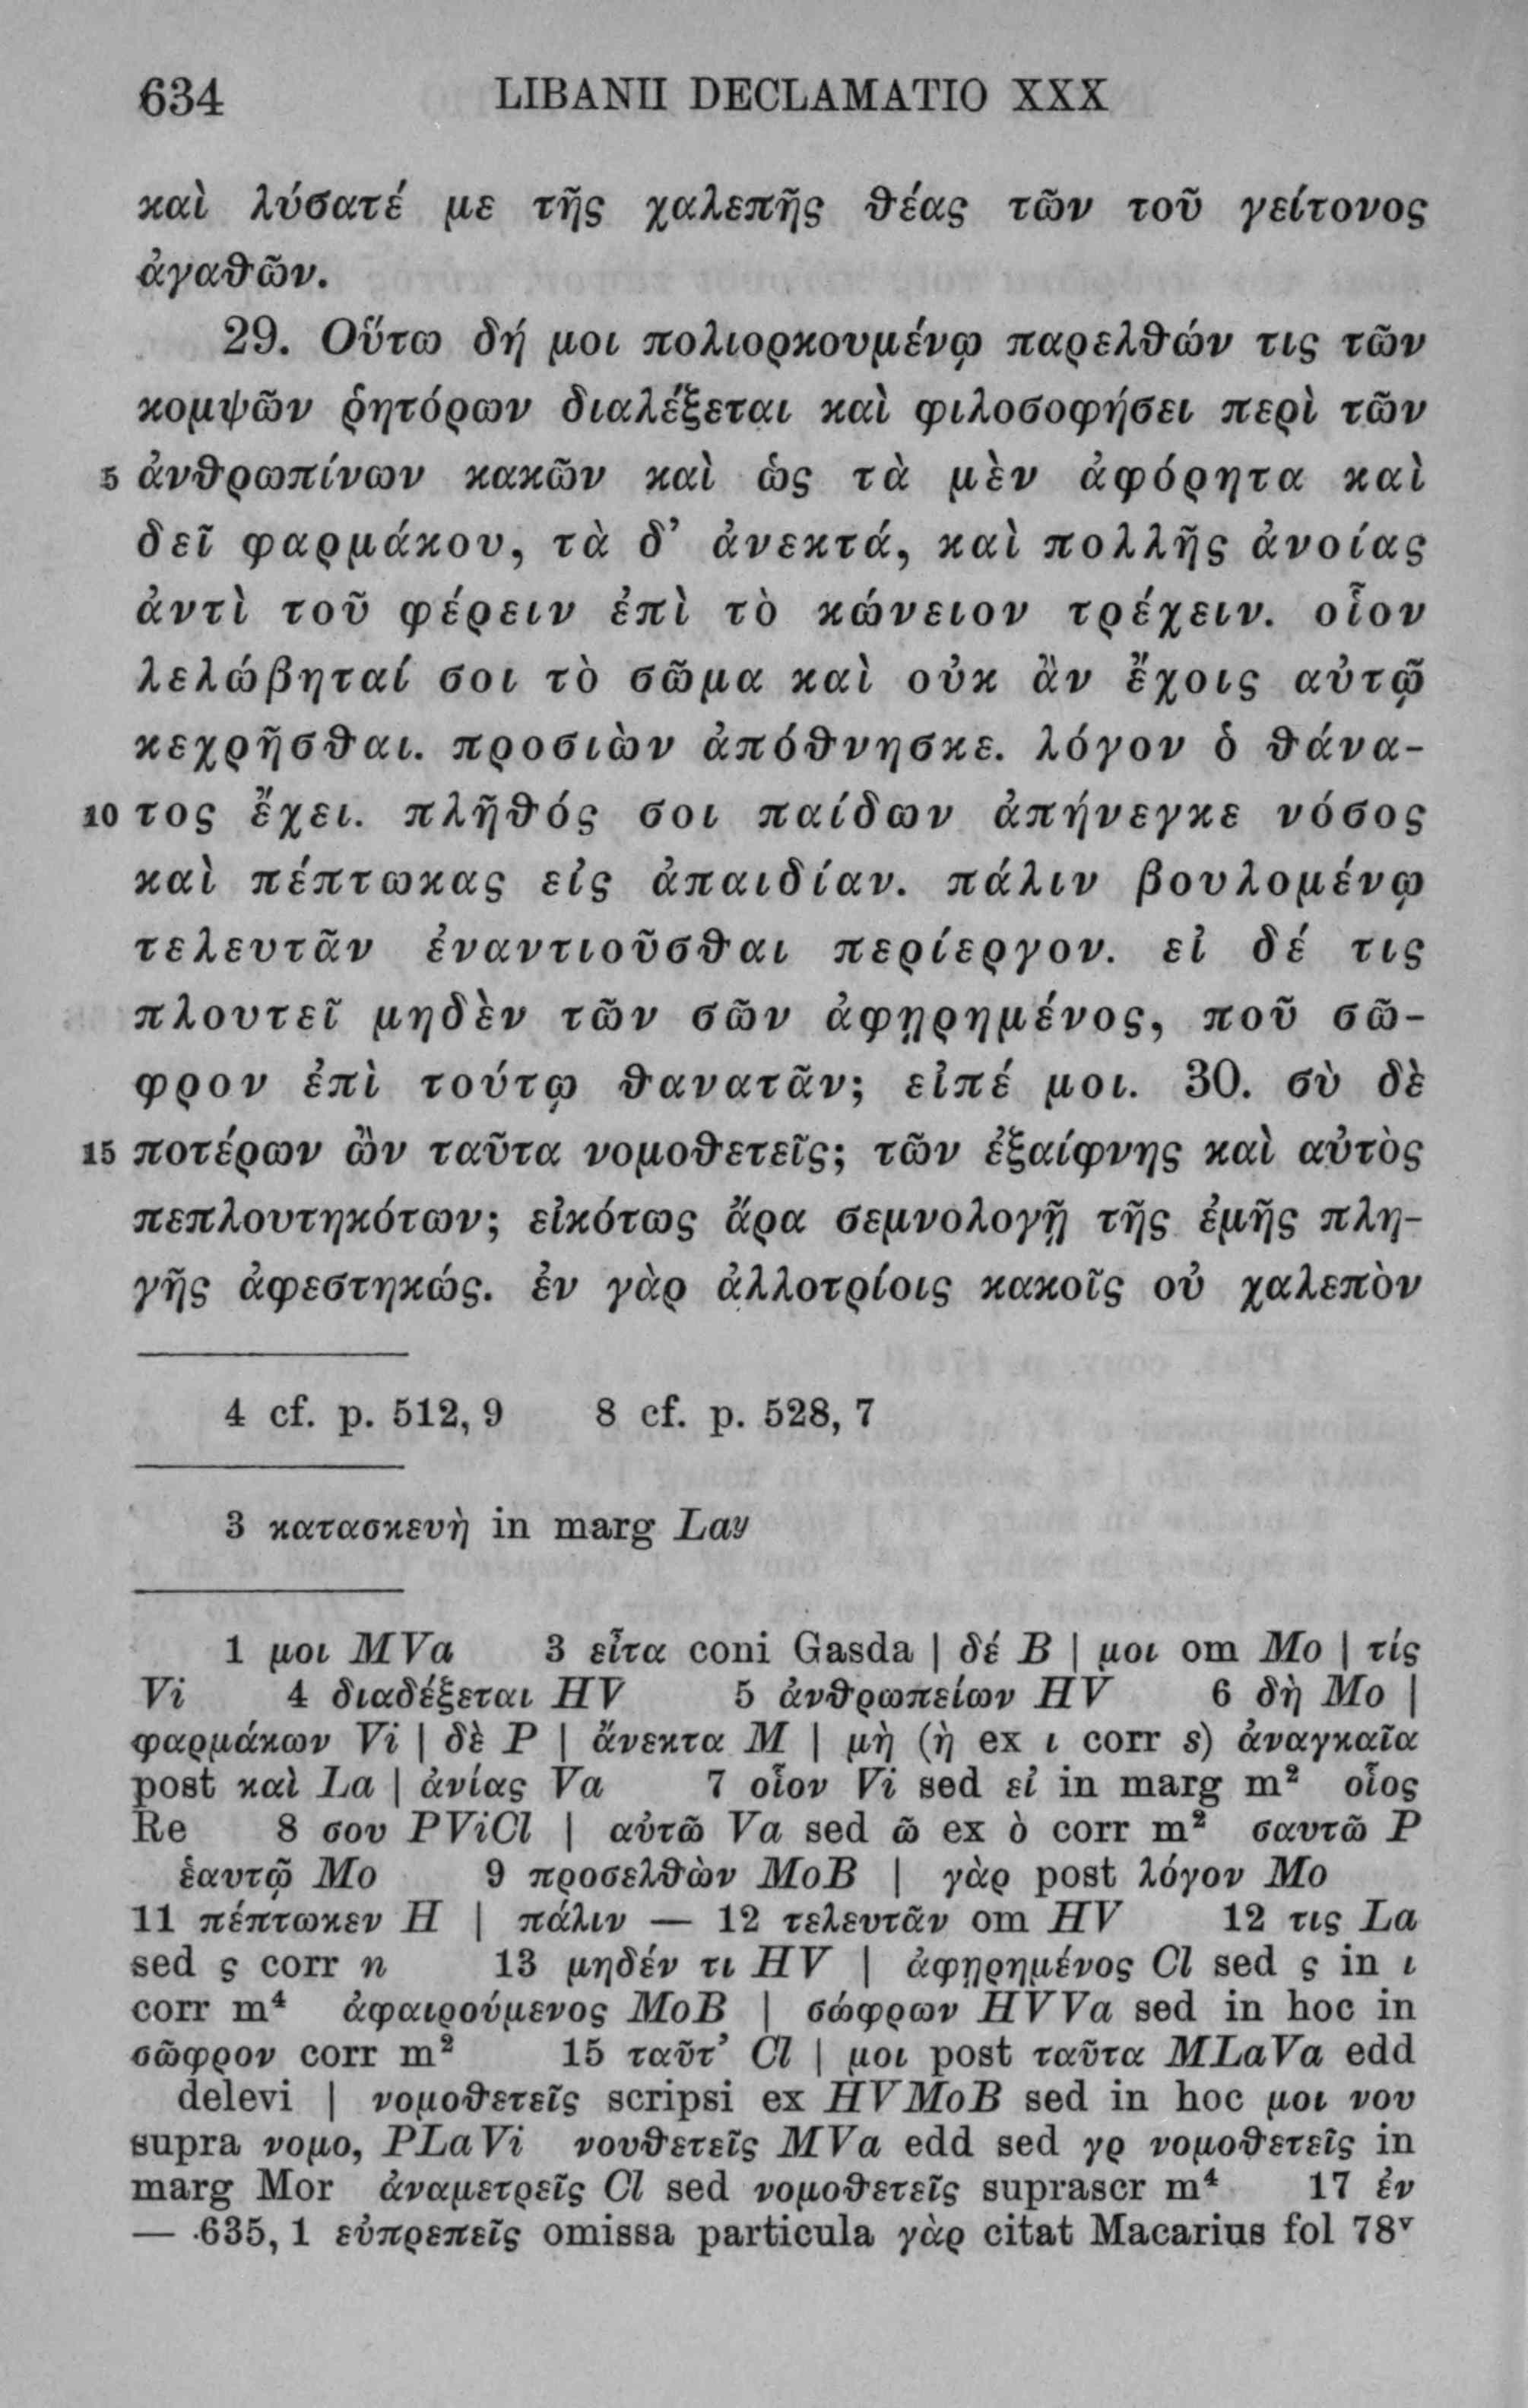 634 LIBANII DECLAMATIO XXX
καὶ λύσατέ με τῆς χαλεπῆς θέας τῶν τοῦ γείτονος
ἀγαθῶν.
29. Οὕτω δή μοι πολιορκουμένῳ παρελθών τις τῶν
κομψῶν ῥητόρων διαλέξεται καὶ φιλοσοφήσει περὶ τῶν
5 ἀνθρωπίνων κακῶν καὶ ὡς τὰ μὲν ἀφόρητα καὶ
δεῖ φαρμάκου, τὰ δ’ ἀνεκτά, καὶ πολλῆς ἀνοίας
ἀντὶ τοῦ φέρειν ἐπὶ τὸ κώνειον τρέχειν. οἷον
λελώβηταί σοι τὸ σῶμα καὶ οὐκ ἂν ἔχοις αὐτῷ
κεχρῆσθαι. προσιὼν ἀπόθνησκε. λόγον ὁ θάνα-
10 τος ἔχει. πλῆθός σοι παίδων ἀπήνεγκε νόσος
καὶ πέπτωκας εἰς ἀπαιδίαν. πάλιν βουλομένῳ
τελευτᾶν ἐναντιοῦσθαι περίεργον. εἰ δέ τις
πλουτεῖ μηδὲν τῶν σῶν ἀφῃρημένος, ποῦ σῶ-
φρον ἐπὶ τούτῳ θανατᾶν; εἰπέ μοι. 30. σὺ δὲ
15 ποτέρων ὢν ταῦτα νομοθετεῖς; τῶν ἐξαίφνης καὶ αὐτὸς
πεπλουτηκότων; εἰκότως ἄρα σεμνολογῇ τῆς ἐμῆς πλη-
γῆς ἀφεστηκώς. ἐν γὰρ ἀλλοτρίοις κακοῖς οὐ χαλεπὸν
4 cf. p. 512, 9 8 cf. p. 528, 7
3 κατασκευὴ in marg Lay
1 μοι MVa 3 εἶτα coni Gasda | δέ B | μοι om Mo | τίς
Vi 4 διαδέξεται HV 5 ἀνθρωπείων HV 6 δὴ Mo |
φαρμάκων Vi | δὲ P | ἄνεκτα M | μὴ (ὴ ex ι corr s) ἀναγκαῖα
post καὶ La | ἀνίας Va 7 οἷον Vi sed εἰ in marg m² οἷος
Re 8 σου PViCl | αὐτῶ Va sed ῶ ex ὸ corr m² σαυτῶ P
ἑαυτῷ Mo 9 προσελθὼν MoB | γὰρ post λόγον Mo
11 πέπτωκεν H | πάλιν — 12 τελευτᾶν om HV 12 τις La
sed ς corr n 13 μηδέν τι HV | ἀφῃρημένος Cl sed ς in ι
corr m⁴ ἀφαιρούμενος MoB | σώφρων HVVa sed in hoc in
σῶφρον corr m² 15 ταῦτ’ Cl | μοι post ταῦτα MLaVa edd
delevi | νομοθετεῖς scripsi ex HVMoB sed in hoc μοι νου
supra νομο, PLaVi νουθετεῖς MVa edd sed γρ νομοθετεῖς in
marg Mor ἀναμετρεῖς Cl sed νομοθετεῖς suprascr m⁴ 17 ἐν
— 635, 1 εὐπρεπεῖς omissa particula γὰρ citat Macarius fol 78ᵛ